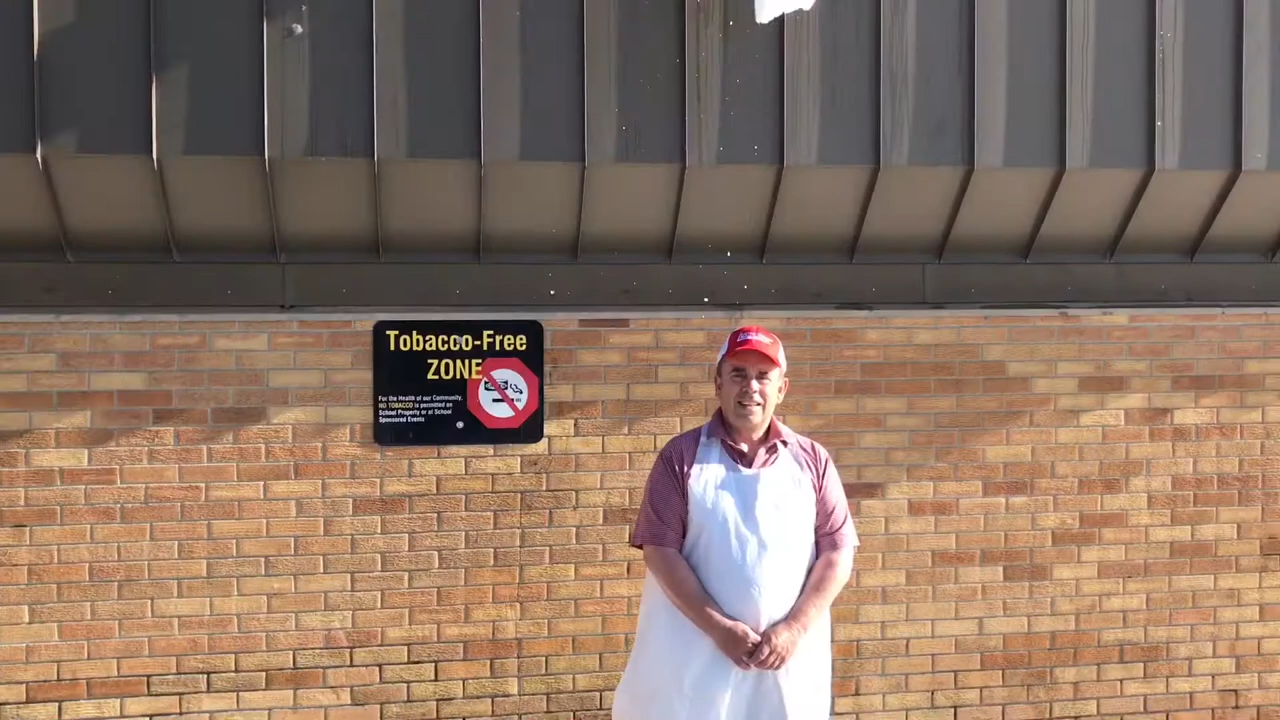 Tobacco-Free
ZONE
For the Health of our Community,
NO TOBACCO is permitted on
School Property or at School
Sponsored Events